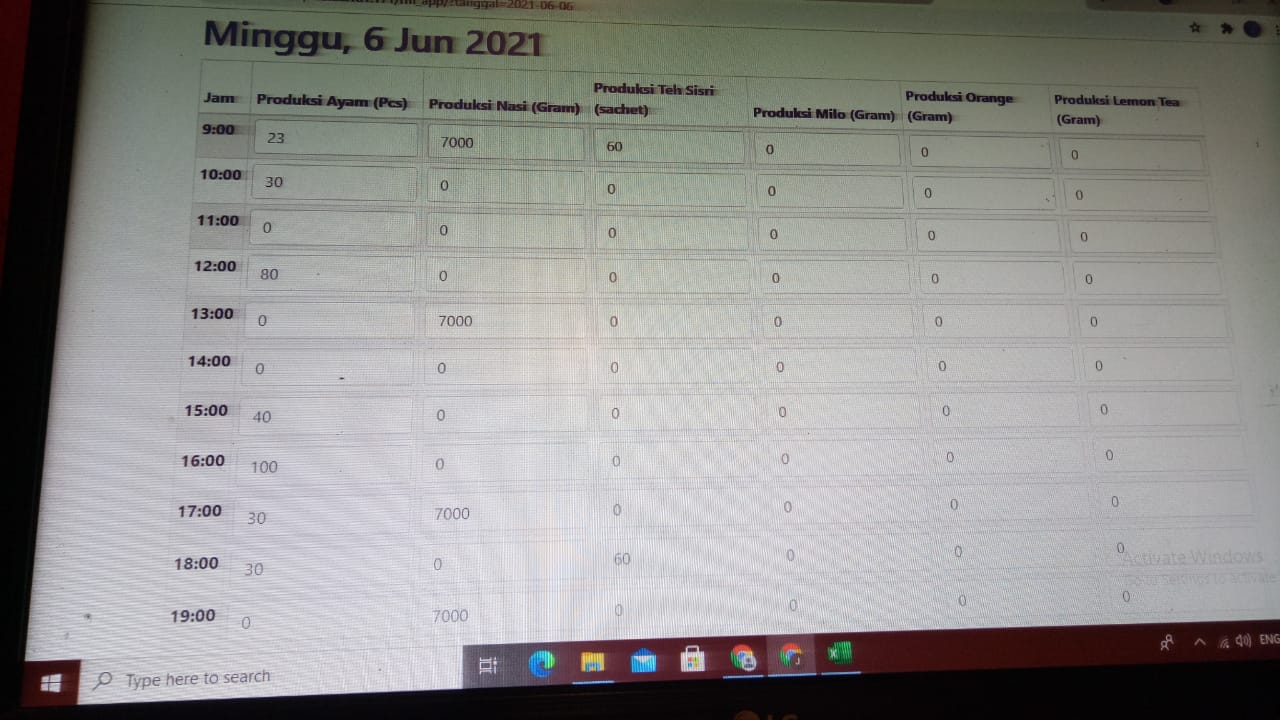 _app/?tanggal=2021-06-06
Minggu, 6 Jun 2021
Jam Produksi Ayam (Pcs) Produksi Nasi (Gram) Produksi Teh Sisri (sachet) Produksi Milo (Gram) Produksi Orange (Gram) Produksi Lemon Tea (Gram)
9:00 23 7000 60 0 0 0
10:00 30 0 0 0 0 0
11:00 0 0 0 0 0 0
12:00 80 0 0 0 0 0
13:00 0 7000 0 0 0 0
14:00 0 0 0 0 0 0
15:00 40 0 0 0 0 0
16:00 100 0 0 0 0 0
17:00 30 7000 0 0 0 0
18:00 30 0 60 0 0 0
Activate Windows
Go to Settings to activate
19:00 0 7000 0 0 0 0
Type here to search
ENG